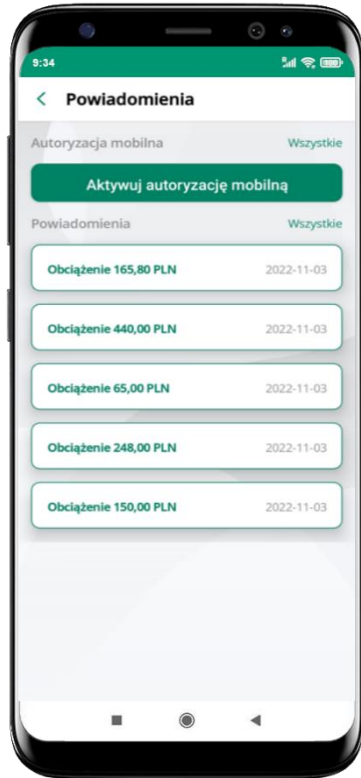 9:34
Powiadomienia
Autoryzacja mobilna Wszystkie
Aktywuj autoryzację mobilną
Powiadomienia Wszystkie
Obciążenie 165,80 PLN 2022-11-03
Obciążenie 440,00 PLN 2022-11-03
Obciążenie 65,00 PLN 2022-11-03
Obciążenie 248,00 PLN 2022-11-03
Obciążenie 150,00 PLN 2022-11-03